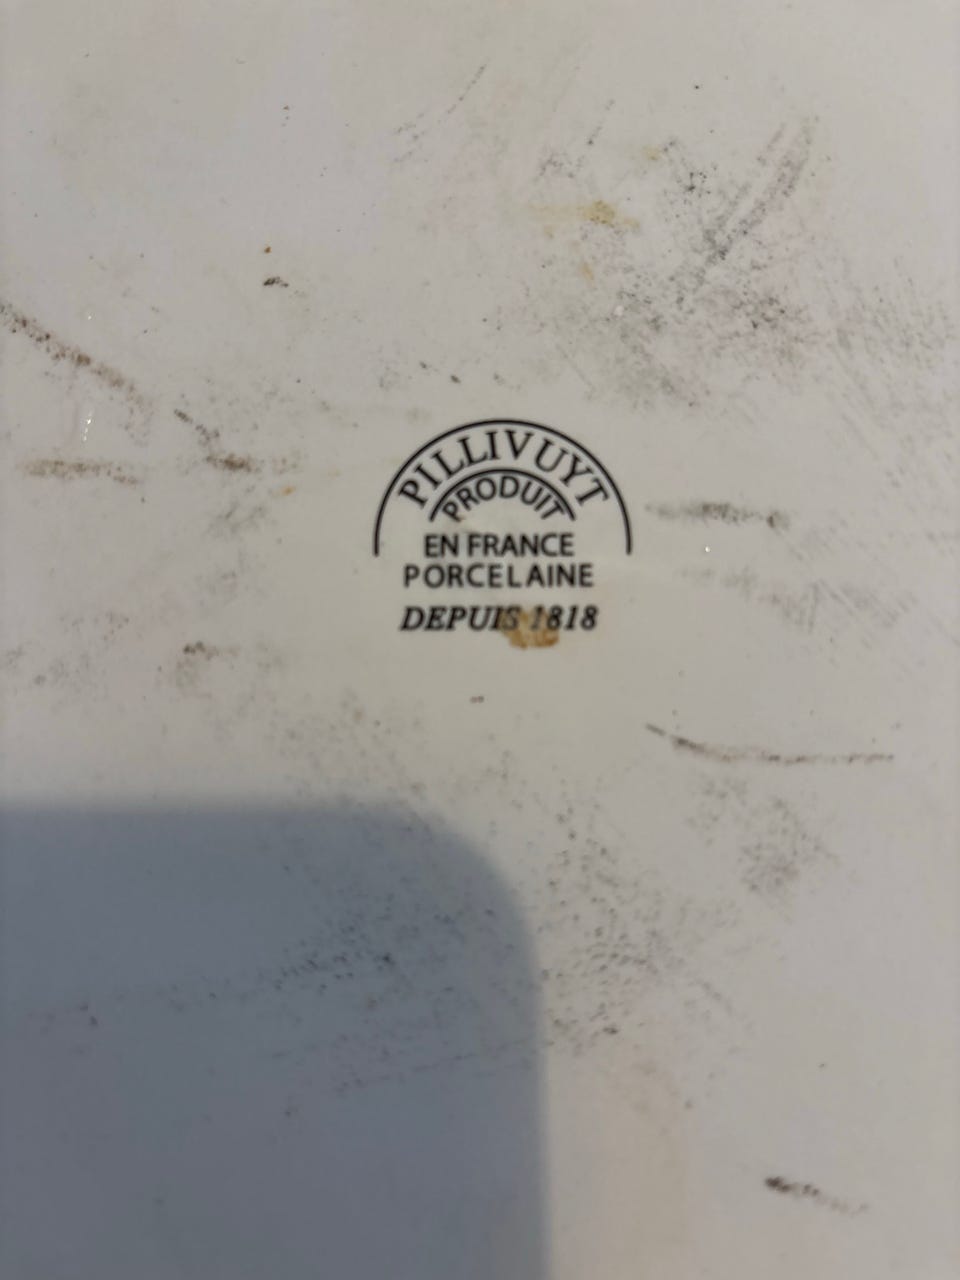 PILLIVUYT
PRODUIT
EN FRANCE
PORCELAINE
DEPUIS 1818